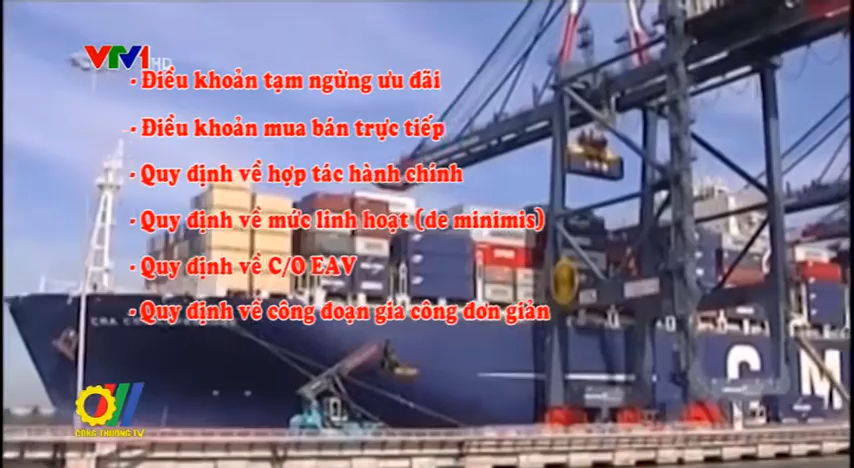 VTV1 HD
- Điều khoản tạm ngừng ưu đãi
- Điều khoản mua bán trực tiếp
- Quy định về hợp tác hành chính
- Quy định về mức linh hoạt (de minimis)
- Quy định về C/O EAV
- Quy định về công đoạn gia công đơn giản
CMA
C M
CÔNG THƯƠNG TV